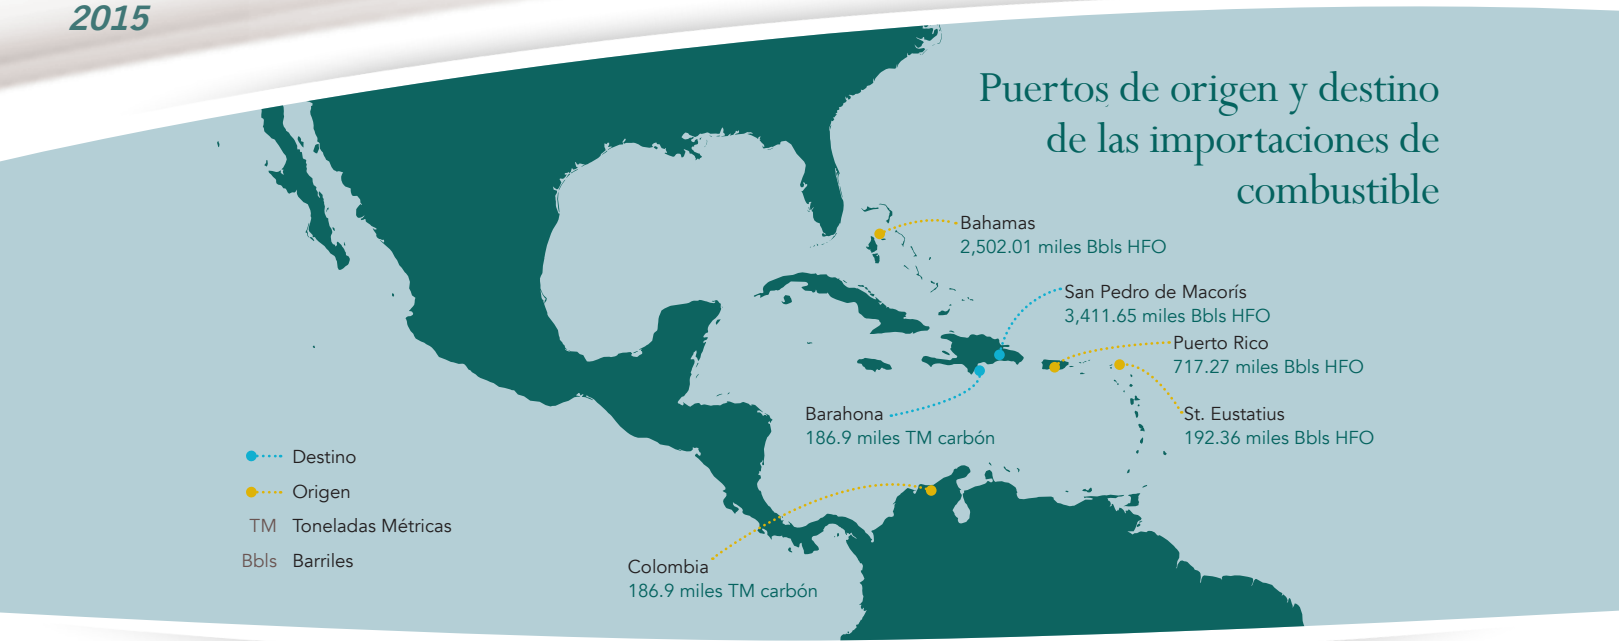 2015
Puertos de origen y destino
de las importaciones de
combustible
Bahamas
2,502.01 miles Bbls HFO
San Pedro de Macorís
3,411.65 miles Bbls HFO
Puerto Rico
717.27 miles Bbls HFO
Barahona
186.9 miles TM carbón
St. Eustatius
192.36 miles Bbls HFO
Destino
Origen
TM Toneladas Métricas
Bbls Barriles
Colombia
186.9 miles TM carbón